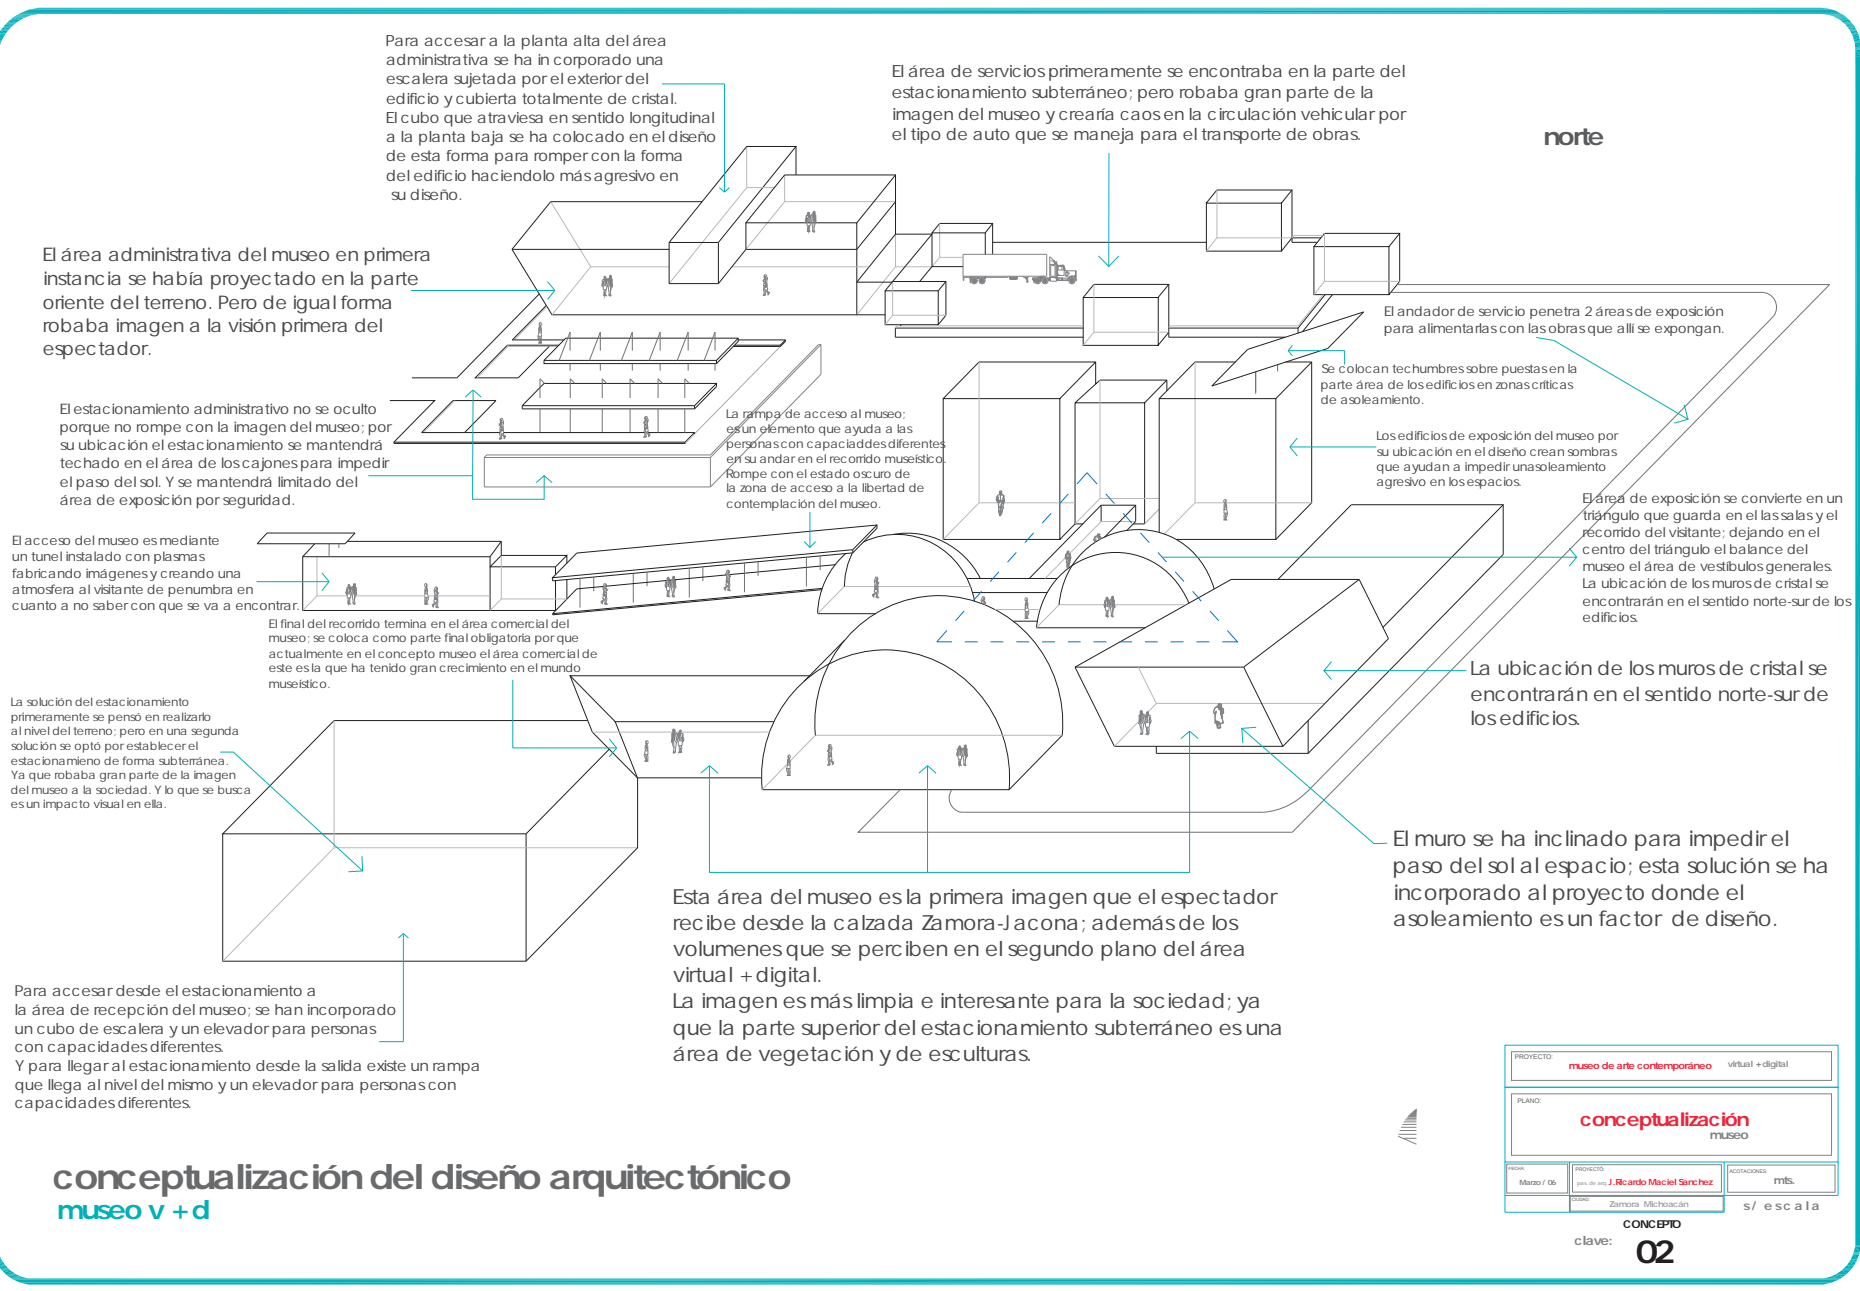 Para accesar a la planta alta del área
administrativa se ha in corporado una
escalera sujetada por el exterior del
edificio y cubierta totalmente de cristal.
El cubo que atraviesa en sentido longitudinal
a la planta baja se ha colocado en el diseño
de esta forma para romper con la forma
del edificio haciendolo más agresivo en
su diseño.
El área de servicios primeramente se encontraba en la parte del
estacionamiento subterráneo; pero robaba gran parte de la
imagen del museo y crearía caos en la circulación vehicular por
el tipo de auto que se maneja para el transporte de obras.
norte
El área administrativa del museo en primera
instancia se había proyectado en la parte
oriente del terreno. Pero de igual forma
robaba imagen a la visión primera del
espectador.
El andador de servicio penetra 2 áreas de exposición
para alimentarlas con las obras que allí se expongan.
Se colocan techumbres sobre puestas en la
parte área de los edificios en zonas críticas
de asoleamiento.
El estacionamiento administrativo no se oculto
porque no rompe con la imagen del museo; por
su ubicación el estacionamiento se mantendrá
techado en el área de los cajones para impedir
el paso del sol. Y se mantendrá limitado del
área de exposición por seguridad.
La rampa de acceso al museo;
es un elemento que ayuda a las
personas con capaciaddes diferentes
en su andar en el recorrido museístico.
Rompe con el estado oscuro de
la zona de acceso a la libertad de
contemplación del museo.
Los edificios de exposición del museo por
su ubicación en el diseño crean sombras
que ayudan a impedir unasoleamiento
agresivo en los espacios.
El área de exposición se convierte en un
triángulo que guarda en el las salas y el
recorrido del visitante; dejando en el
centro del triángulo el balance del
museo el área de vestíbulos generales.
La ubicación de los muros de cristal se
encontrarán en el sentido norte-sur de los
edificios.
El acceso del museo es mediante
un tunel instalado con plasmas
fabricando imágenes y creando una
atmosfera al visitante de penumbra en
cuanto a no saber con que se va a encontrar.
El final del recorrido termina en el área comercial del
museo; se coloca como parte final obligatoria por que
actualmente en el concepto museo el área comercial de
este es la que ha tenido gran crecimiento en el mundo
museístico.
La ubicación de los muros de cristal se
encontrarán en el sentido norte-sur de
los edificios.
La solución del estacionamiento
primeramente se pensó en realizarlo
al nivel del terreno; pero en una segunda
solución se optó por establecer el
estacionamieno de forma subterránea.
Ya que robaba gran parte de la imagen
del museo a la sociedad. Y lo que se busca
es un impacto visual en ella.
El muro se ha inclinado para impedir el
paso del sol al espacio; esta solución se ha
incorporado al proyecto donde el
asoleamiento es un factor de diseño.
Esta área del museo es la primera imagen que el espectador
recibe desde la calzada Zamora-Jacona; además de los
volumenes que se perciben en el segundo plano del área
virtual + digital.
La imagen es más limpia e interesante para la sociedad; ya
que la parte superior del estacionamiento subterráneo es una
área de vegetación y de esculturas.
Para accesar desde el estacionamiento a
la área de recepción del museo; se han incorporado
un cubo de escalera y un elevador para personas
con capacidades diferentes.
Y para llegar al estacionamiento desde la salida existe un rampa
que llega al nivel del mismo y un elevador para personas con
capacidades diferentes.
conceptualización del diseño arquitectónico
museo v + d
PROYECTO:
museo de arte contemporáneo virtual + digital
PLANO:
conceptualización
museo
FECHA:
Marzo / 06
PROYECTÓ:
pas. de arq. J. Ricardo Maciel Sanchez
ACOTACIONES:
mts.
CIUDAD:
Zamora Michoacán
s/ escala
CONCEPTO
clave: 02